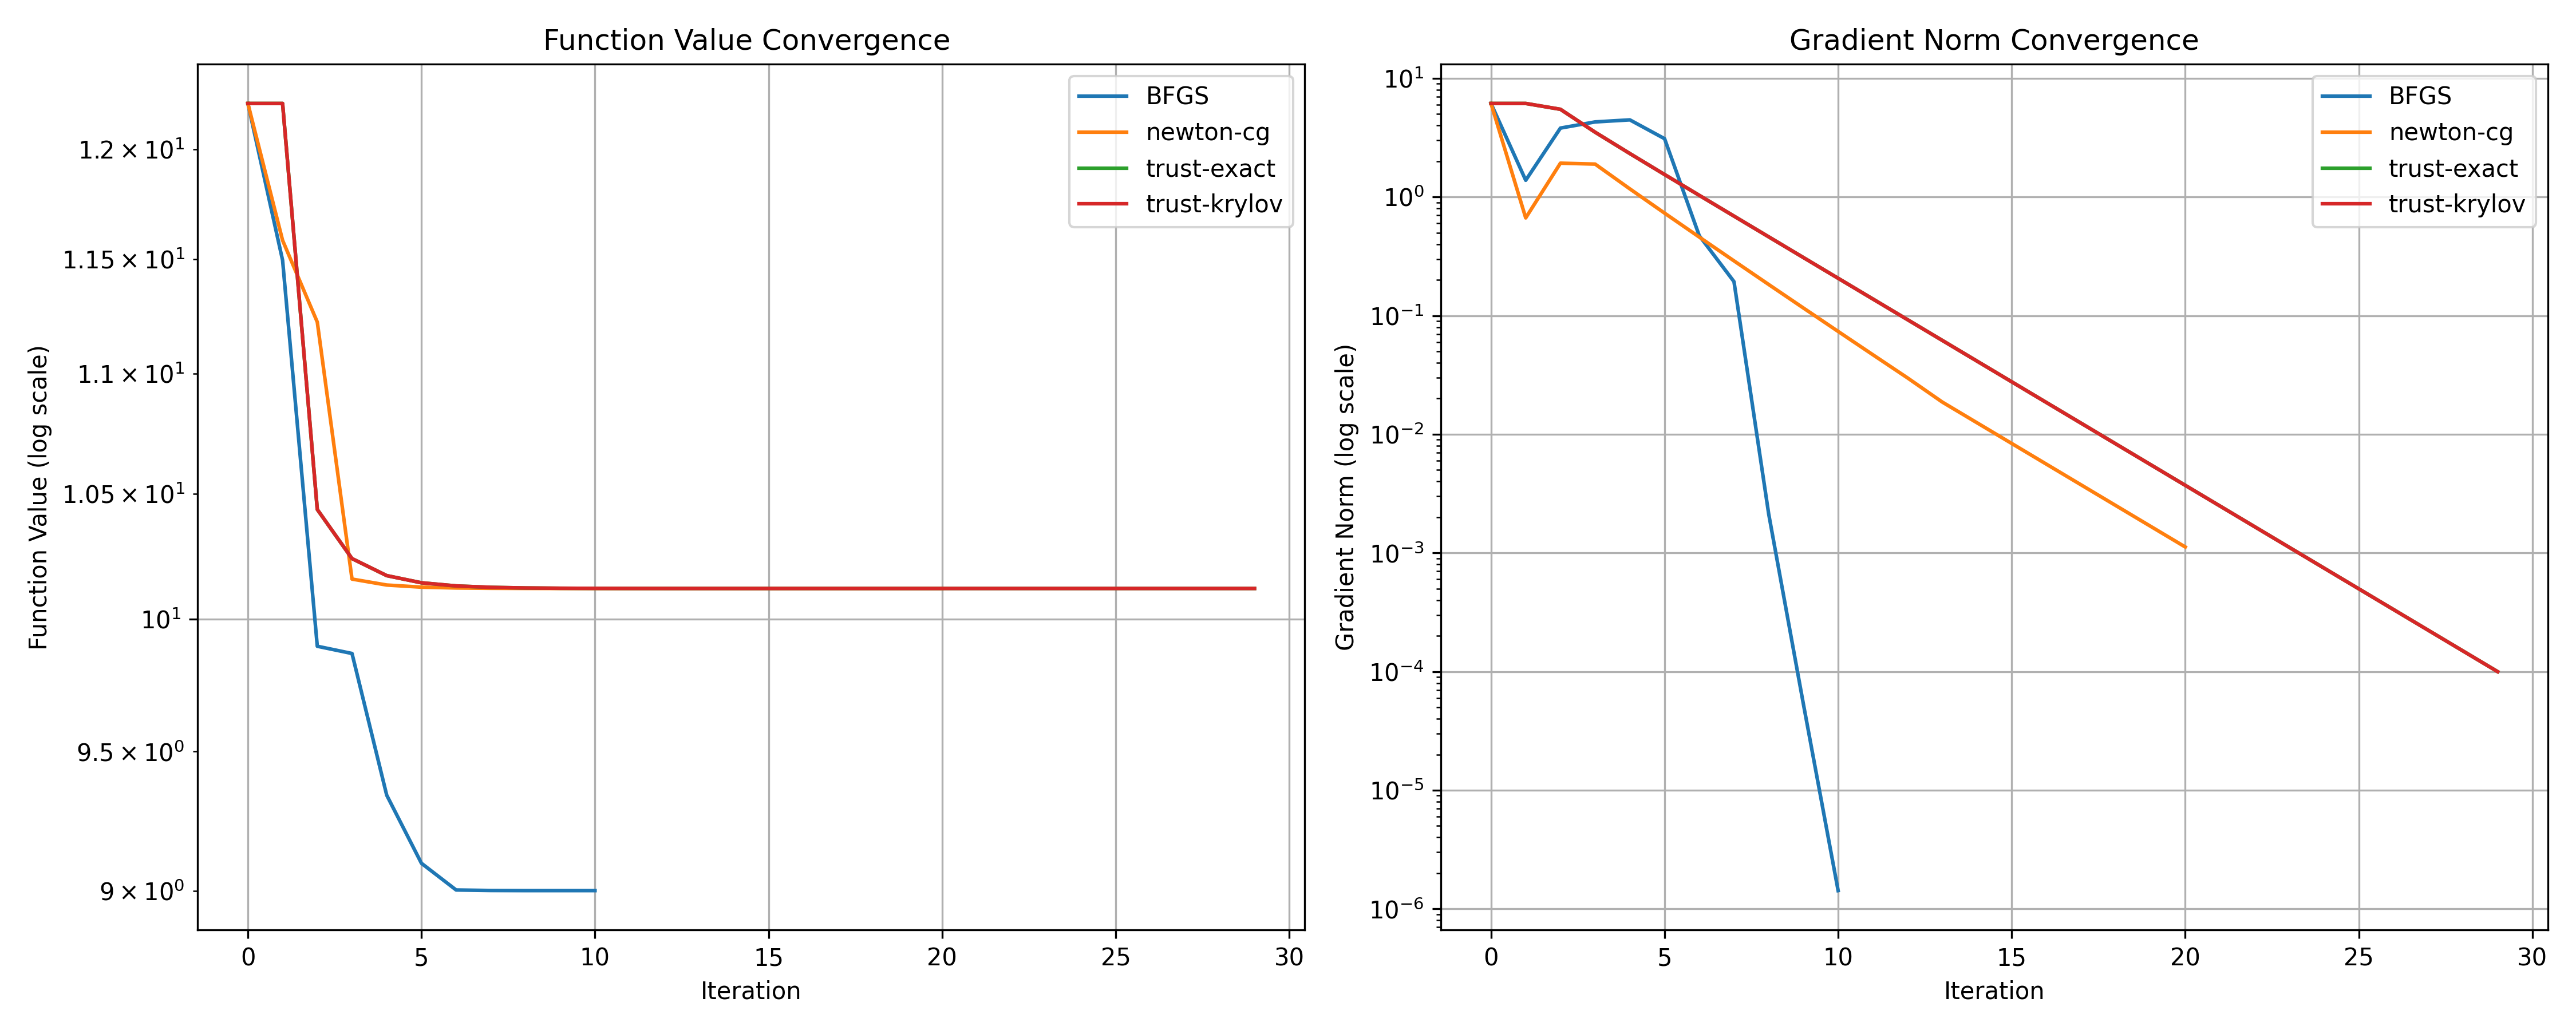 Function Value Convergence
Function Value (log scale)
1.2 × 10¹
1.15 × 10¹
1.1 × 10¹
1.05 × 10¹
10¹
9.5 × 10⁰
9 × 10⁰
0 5 10 15 20 25 30
Iteration
BFGS
newton-cg
trust-exact
trust-krylov
Gradient Norm Convergence
Gradient Norm (log scale)
10¹
10⁰
10⁻¹
10⁻²
10⁻³
10⁻⁴
10⁻⁵
10⁻⁶
0 5 10 15 20 25 30
Iteration
BFGS
newton-cg
trust-exact
trust-krylov